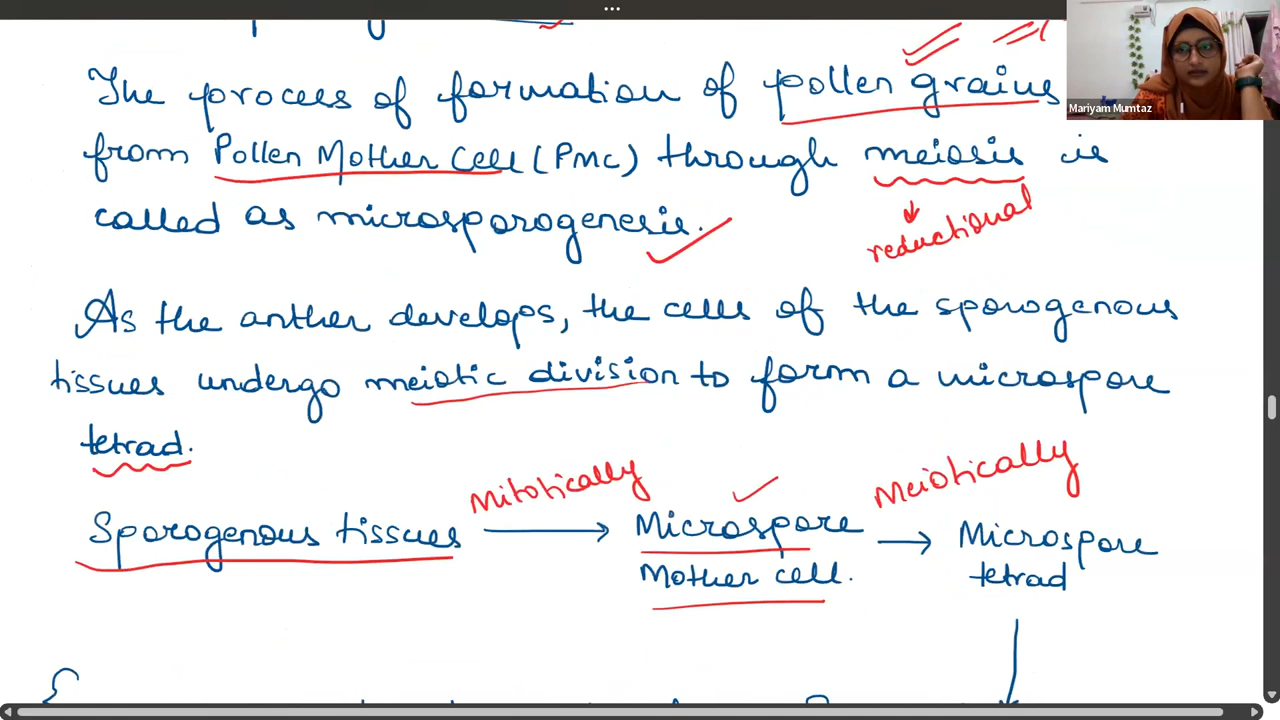 Mariyam Mumtaz
The process of formation of pollen grains
from Pollen Mother Cell (PMC) through meiosis is
called as microsporogenesis.
reductional
As the anther develops, the cells of the sporogenous
tissues undergo meiotic division to form a microspore
tetrad.
Mitotically
Meiotically
Sporogenous tissues → Microspore → Microspore
Mother cell. tetrad